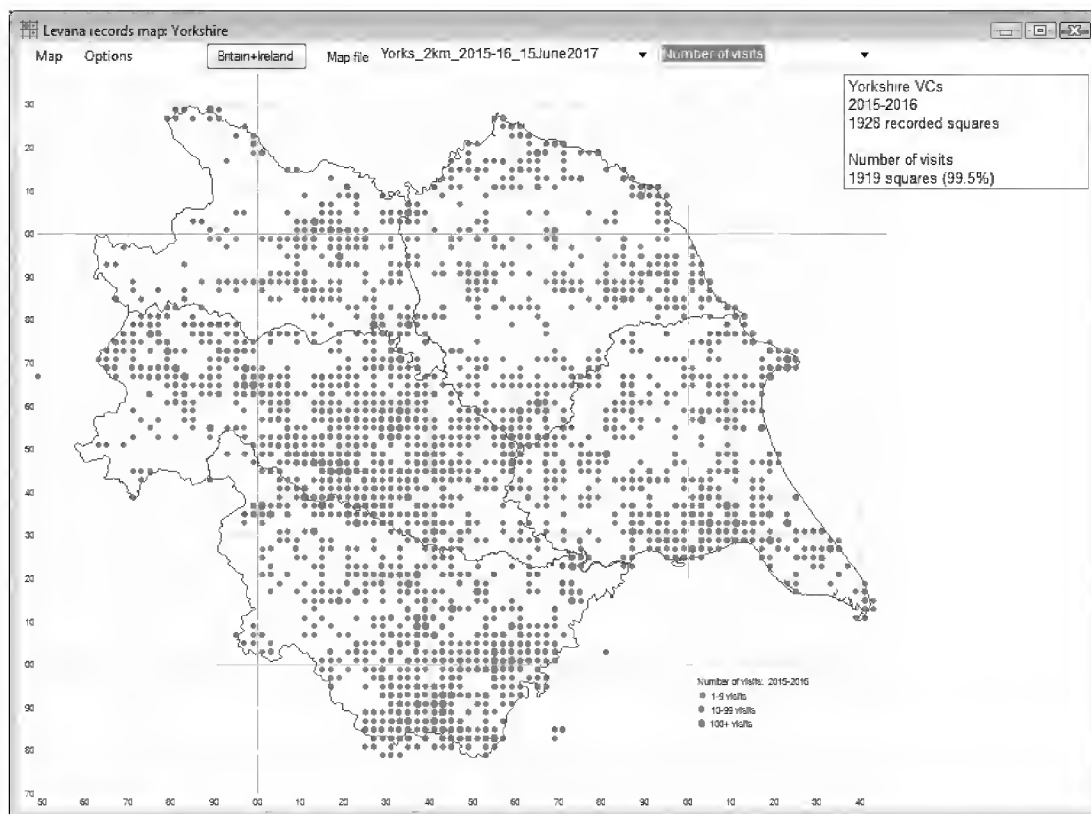 Levana records map: Yorkshire
Map Options Britain+Ireland Map file Yorks_2km_2015-16_15June2017 Number of visits
Yorkshire VCs
2015-2016
1928 recorded squares
Number of visits
1919 squares (99.5%)
30
20
10
00
90
80
70
60
50
40
30
20
10
00
90
80
70
Number of visits: 2015-2016
1-9 visits
10-99 visits
100+ visits
50 60 70 80 90 00 10 20 30 40 50 60 70 80 90 00 10 20 30 40